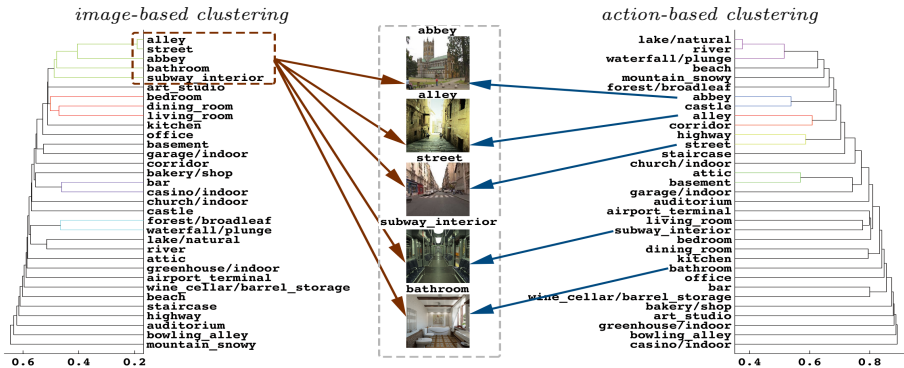 image-based clustering
alley
street
abbey
bathroom
subway_interior
art_studio
bedroom
dining_room
living_room
kitchen
office
basement
garage/indoor
corridor
bakery/shop
bar
casino/indoor
church/indoor
castle
forest/broadleaf
waterfall/plunge
lake/natural
river
attic
greenhouse/indoor
airport_terminal
wine_cellar/barrel_storage
beach
staircase
highway
auditorium
bowling_alley
mountain_snowy
0.6 0.4 0.2
abbey
alley
street
subway_interior
bathroom
action-based clustering
lake/natural
river
waterfall/plunge
beach
mountain_snowy
forest/broadleaf
abbey
castle
alley
corridor
highway
street
staircase
church/indoor
attic
basement
garage/indoor
auditorium
airport_terminal
living_room
subway_interior
bedroom
dining_room
kitchen
bathroom
office
bar
wine_cellar/barrel_storage
bakery/shop
art_studio
greenhouse/indoor
bowling_alley
casino/indoor
0.4 0.6 0.8